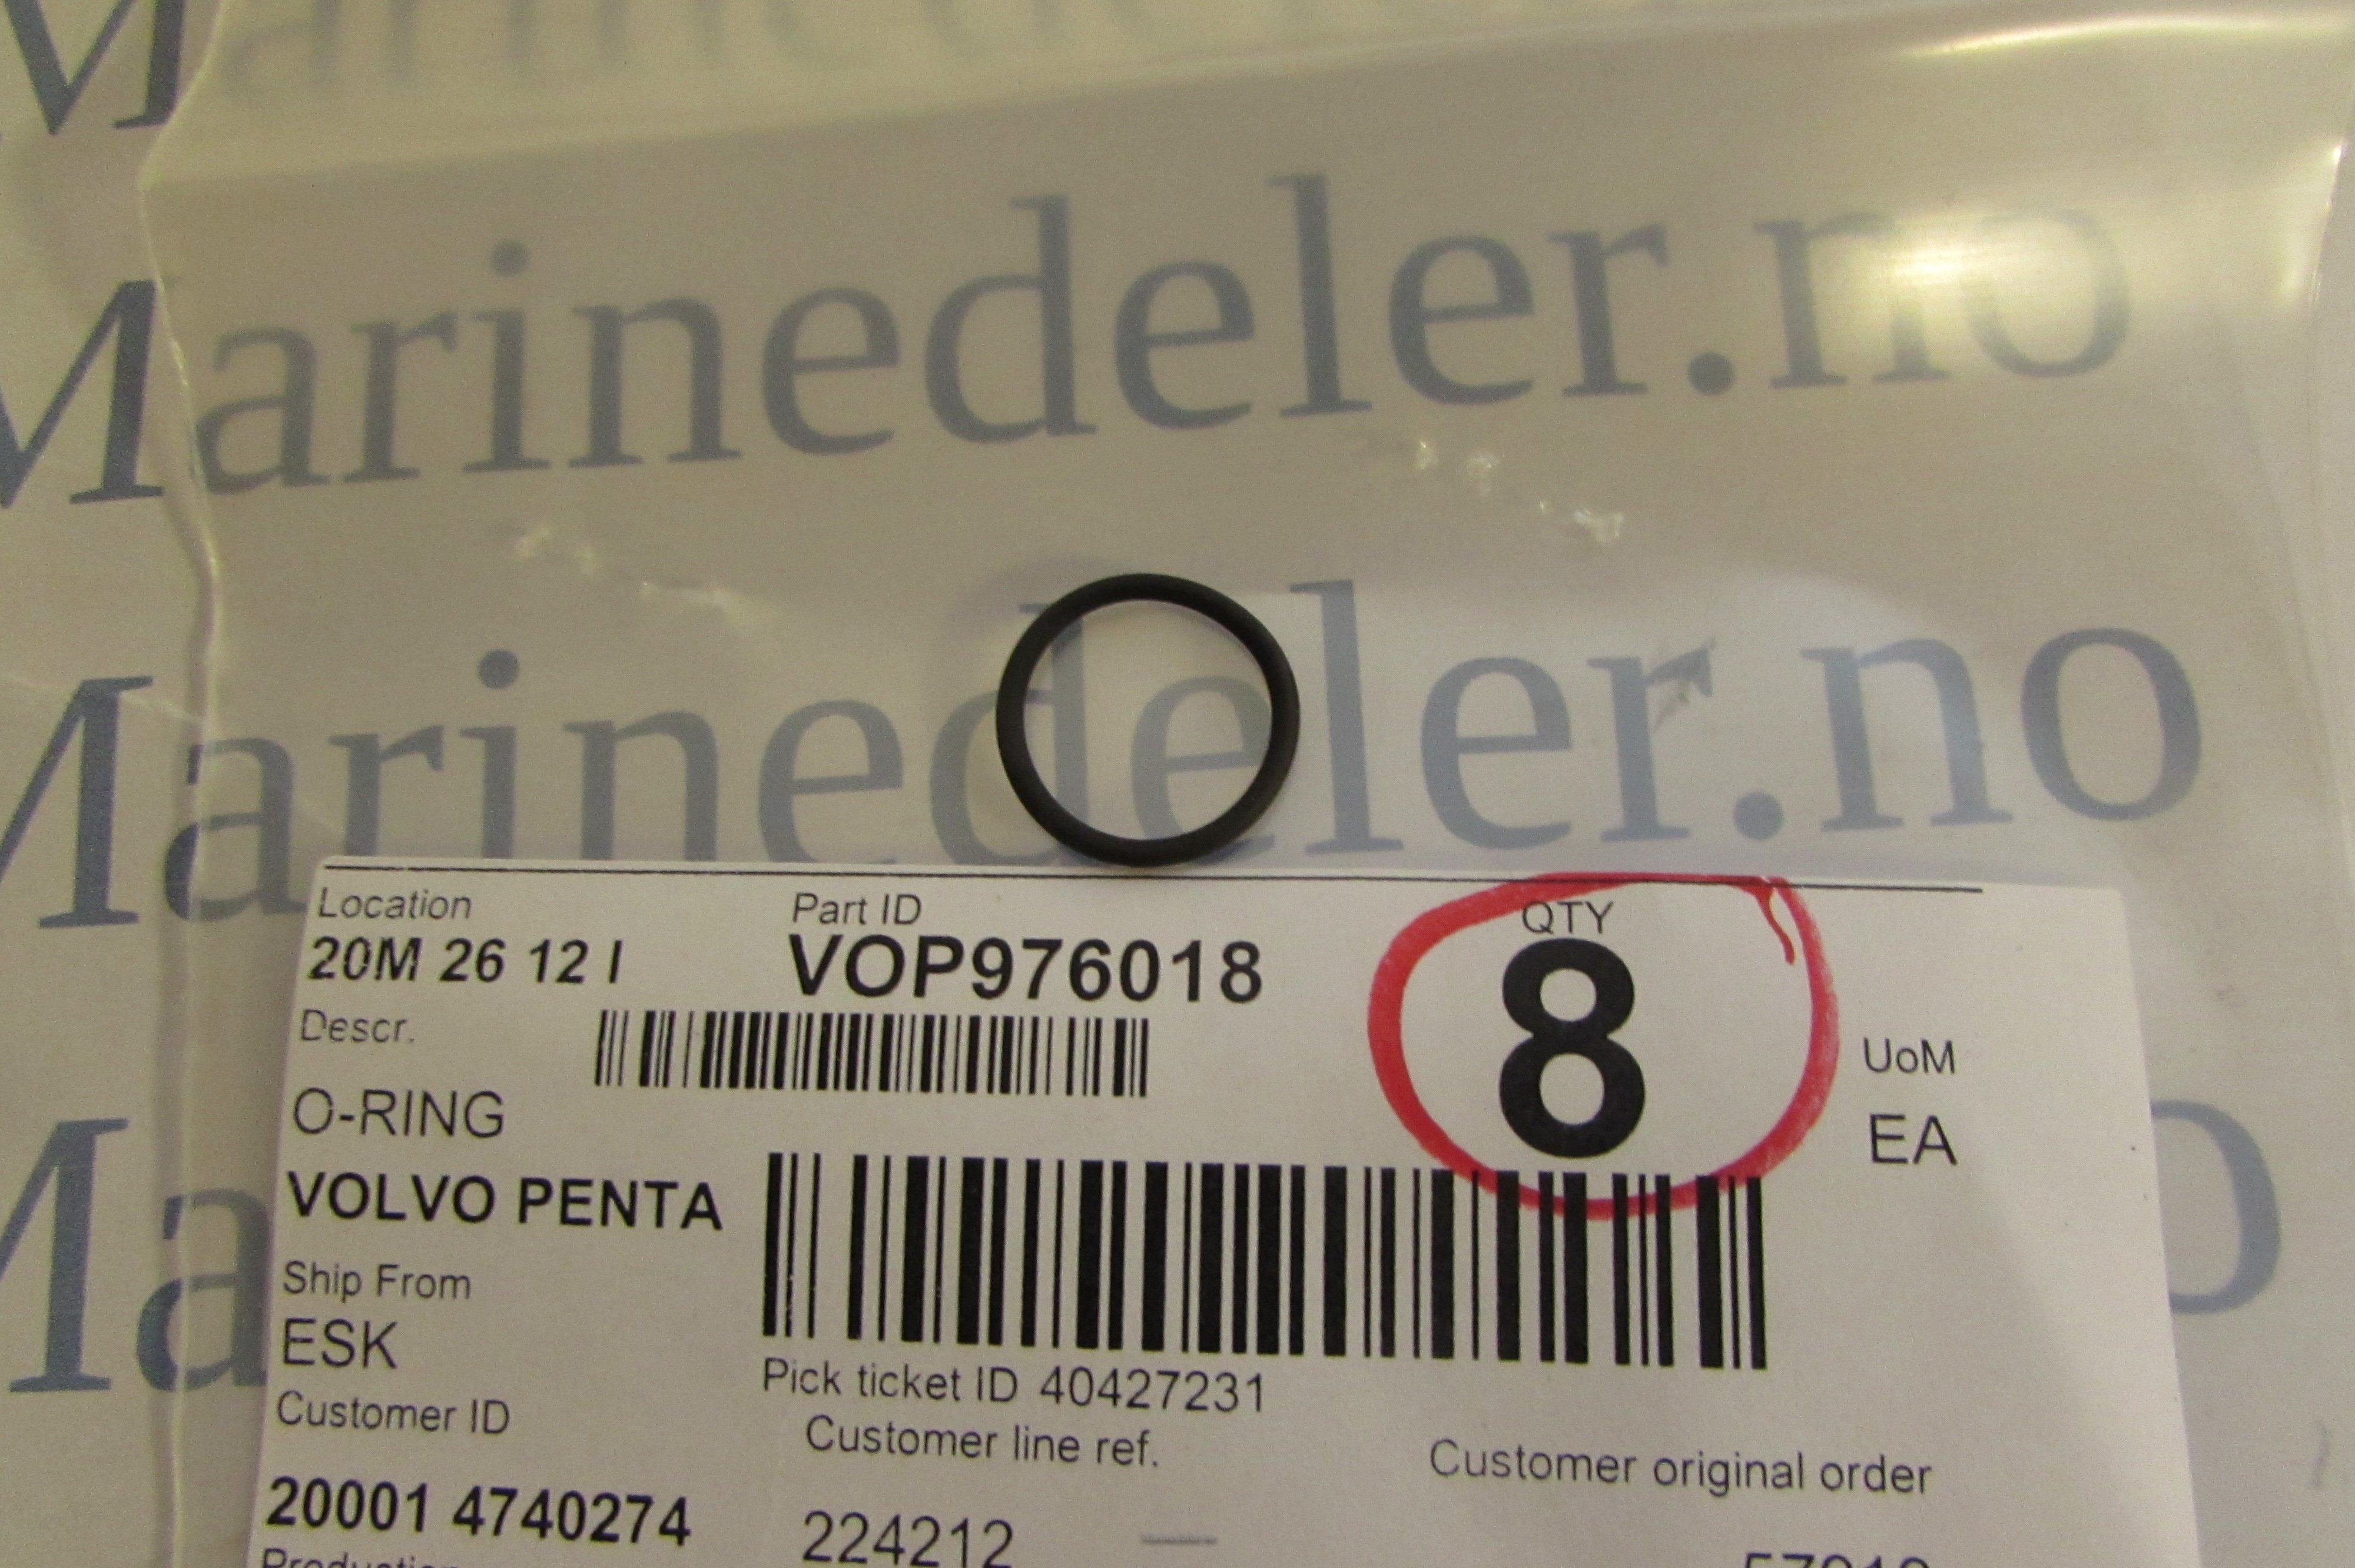 Marinedeler.no
Marinedeler.no
Location
Part ID
QTY
20M 26 12 I
VOP976018
8
Descr.
UoM
O-RING
EA
VOLVO PENTA
Ship From
ESK
Pick ticket ID 40427231
Customer ID
Customer line ref.
Customer original order
20001 4740274
224212